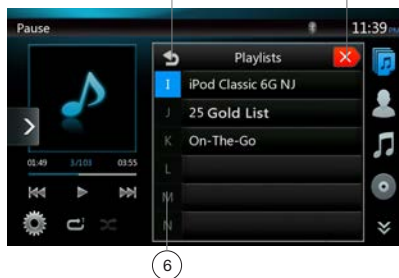 Pause
11:39 PM
Playlists
I
iPod Classic 6G NJ
J
25 Gold List
K
On-The-Go
L
M
N
01:49
3/103
03:55
6